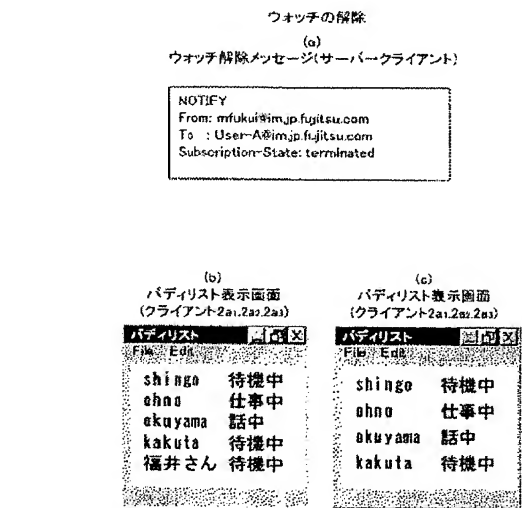 ウォッチの解除
(a)
ウォッチ解除メッセージ(サーバークライアント)
NOTIFY
From: mfukui@im.jp.fujitsu.com
To : User-A@im.jp.fujitsu.com
Subscription-State: terminated
(b)
バディリスト表示画面
(クライアント2a1,2a2,2a3)
バディリスト
File Edit
shingo 待機中
ohno 仕事中
okuyama 話中
kakuta 待機中
福井さん 待機中
(c)
バディリスト表示画面
(クライアント2a1,2a2,2a3)
バディリスト
File Edit
shingo 待機中
ohno 仕事中
okuyama 話中
kakuta 待機中